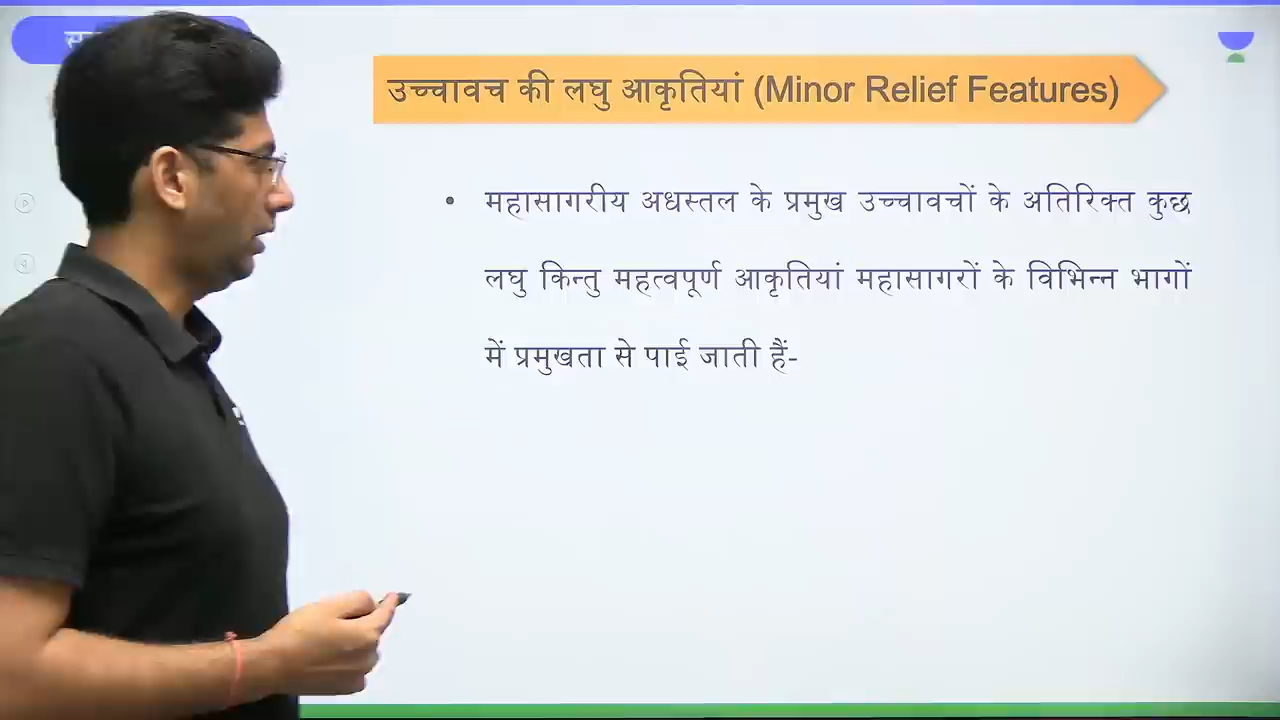 उच्चावच की लघु आकृतियां (Minor Relief Features)
• महासागरीय अधस्तल के प्रमुख उच्चावचों के अतिरिक्त कुछ
लघु किन्तु महत्वपूर्ण आकृतियां महासागरों के विभिन्न भागों
में प्रमुखता से पाई जाती हैं-